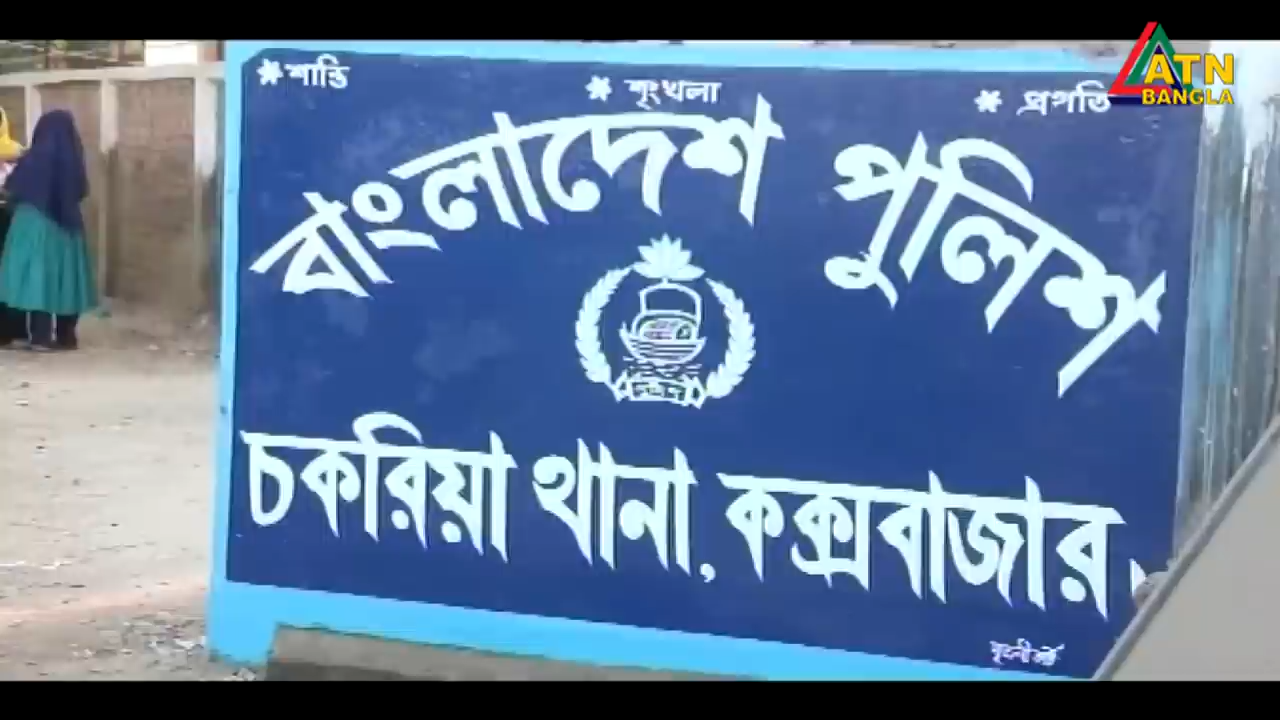 * শান্তি * শৃংখলা * প্রগতি
ATN
BANGLA
বাংলাদেশ পুলিশ
চকরিয়া থানা, কক্সবাজার।